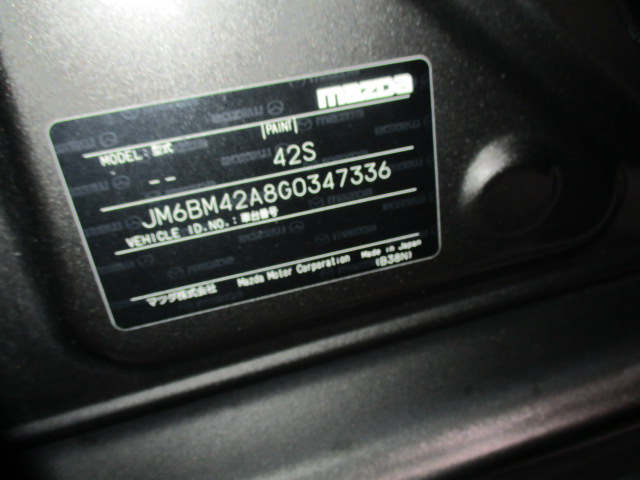 mazda
MODEL:型式 PAINT
-- 42S
JM6BM42A8G0347336
VEHICLE ID.NO.:車台番号
マツダ株式会社 Mazda Motor Corporation Made in Japan
(B38N)